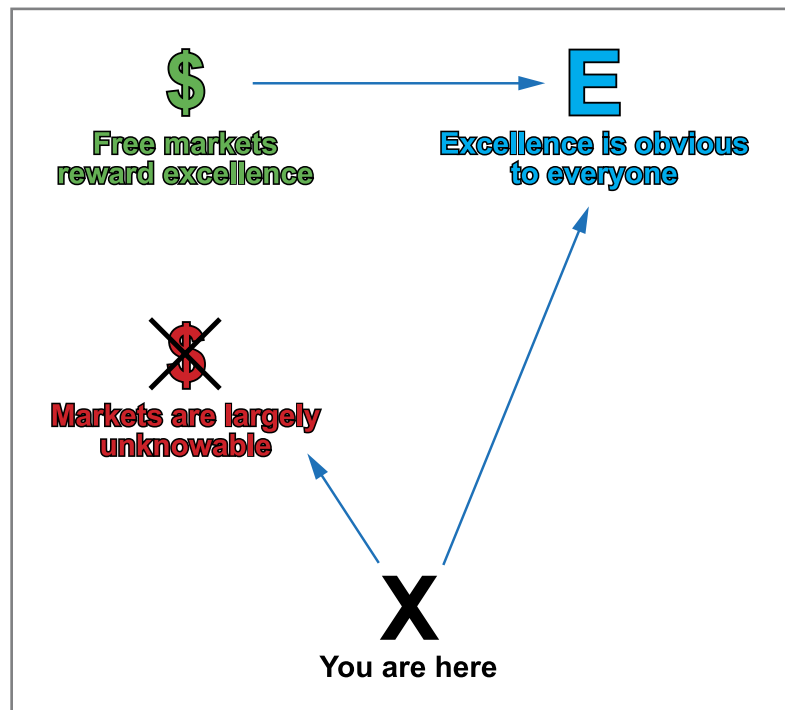 $
E
Free markets
reward excellence
Excellence is obvious
to everyone
$
Markets are largely
unknowable
X
You are here